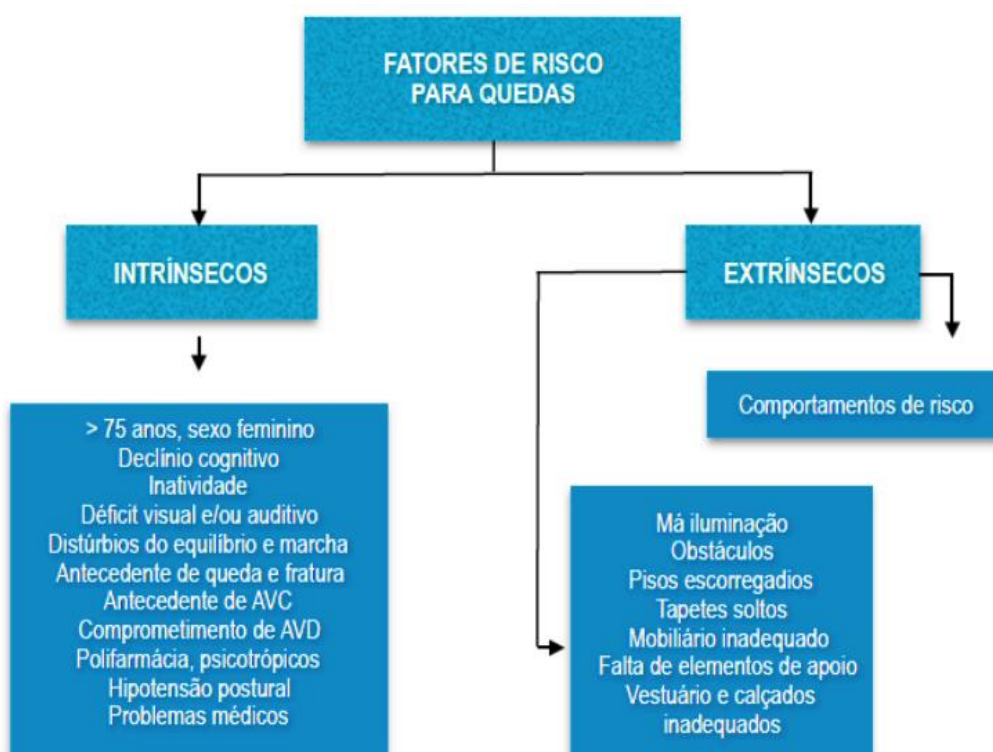 FATORES DE RISCO
PARA QUEDAS
INTRÍNSECOS
EXTRÍNSECOS
> 75 anos, sexo feminino
Declínio cognitivo
Inatividade
Déficit visual e/ou auditivo
Distúrbios do equilíbrio e marcha
Antecedente de queda e fratura
Antecedente de AVC
Comprometimento de AVD
Polifarmácia, psicotrópicos
Hipotensão postural
Problemas médicos
Comportamentos de risco
Má iluminação
Obstáculos
Pisos escorregadios
Tapetes soltos
Mobiliário inadequado
Falta de elementos de apoio
Vestuário e calçados
inadequados